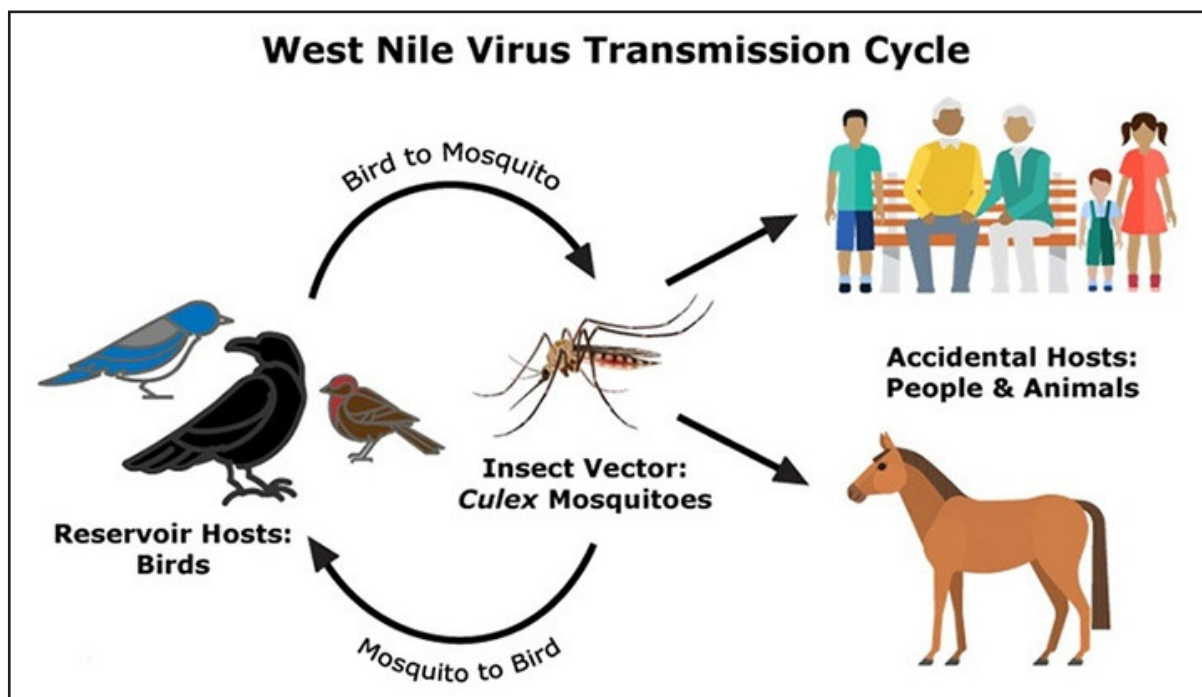 West Nile Virus Transmission Cycle
Bird to Mosquito
Accidental Hosts:
People & Animals
Insect Vector:
Culex Mosquitoes
Reservoir Hosts:
Birds
Mosquito to Bird